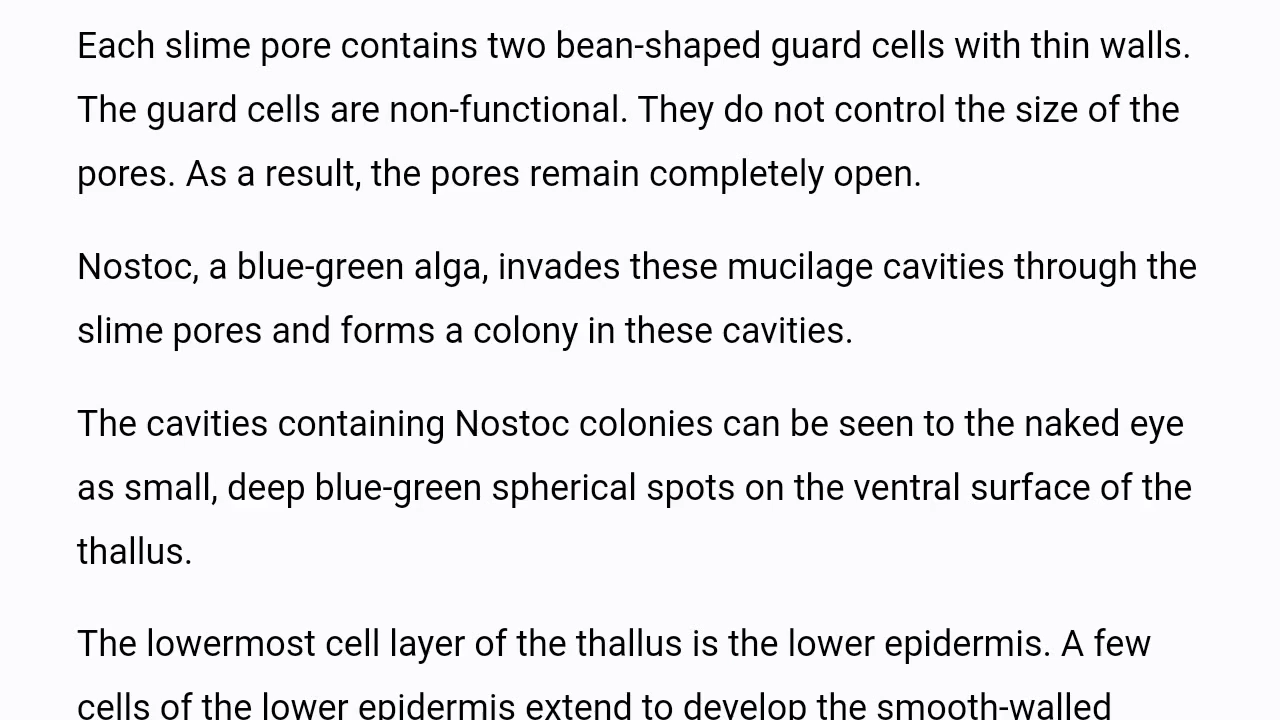 Each slime pore contains two bean-shaped guard cells with thin walls.
The guard cells are non-functional. They do not control the size of the
pores. As a result, the pores remain completely open.
Nostoc, a blue-green alga, invades these mucilage cavities through the
slime pores and forms a colony in these cavities.
The cavities containing Nostoc colonies can be seen to the naked eye
as small, deep blue-green spherical spots on the ventral surface of the
thallus.
The lowermost cell layer of the thallus is the lower epidermis. A few
cells of the lower epidermis extend to develop the smooth-walled